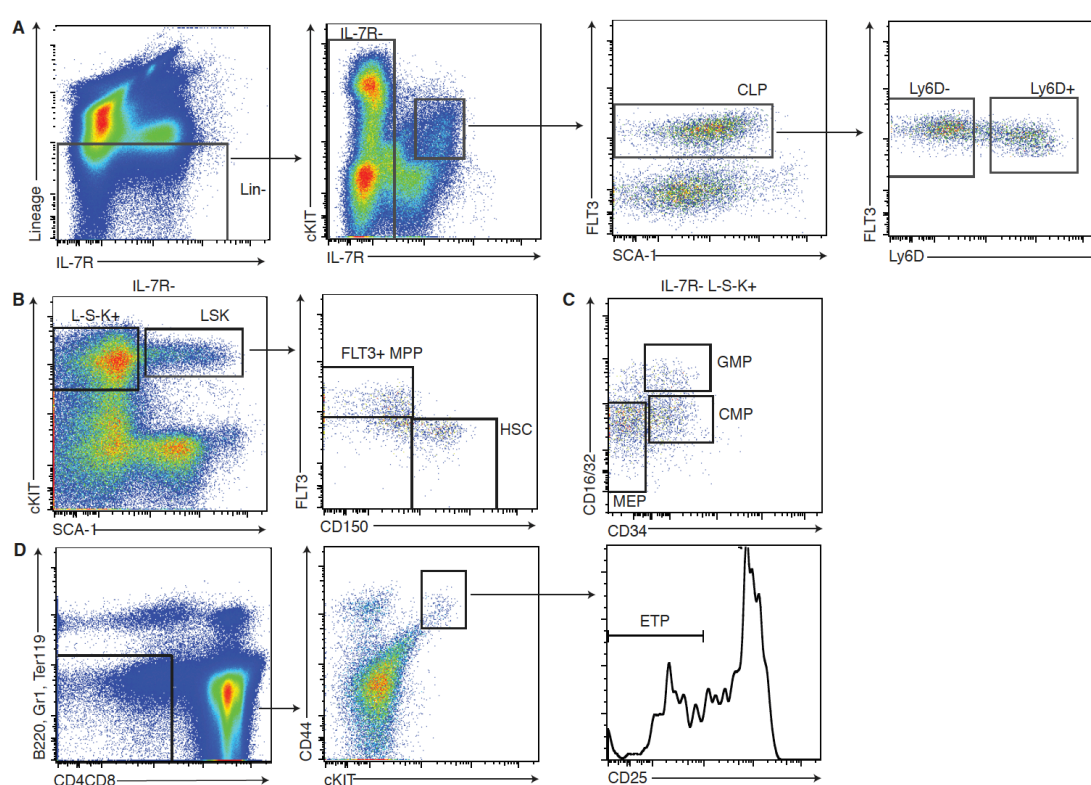 A
Lineage
IL-7R
Lin-
IL-7R-
cKIT
IL-7R
CLP
FLT3
SCA-1
Ly6D-
Ly6D+
FLT3
Ly6D
B
IL-7R-
L-S-K+
LSK
cKIT
SCA-1
FLT3+ MPP
HSC
FLT3
CD150
C
IL-7R- L-S-K+
GMP
CMP
MEP
CD16/32
CD34
D
B220, Gr1, Ter119
CD4CD8
CD44
cKIT
ETP
CD25